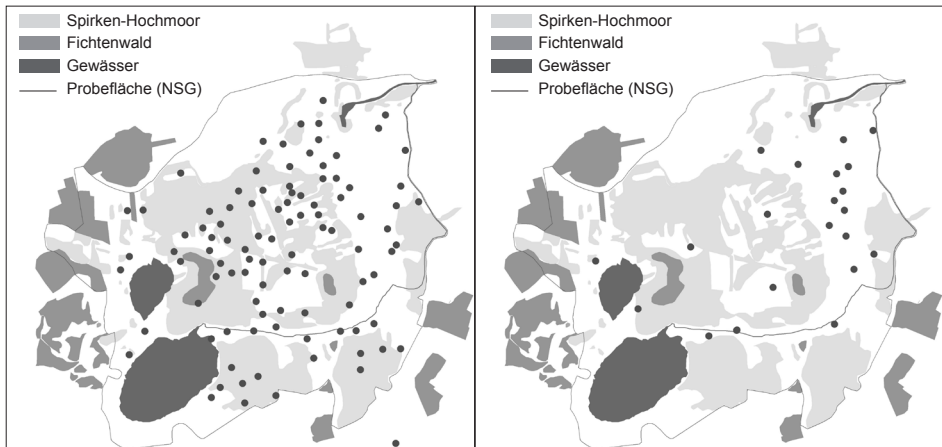 Spirken-Hochmoor
Fichtenwald
Gewässer
Probefläche (NSG)
Spirken-Hochmoor
Fichtenwald
Gewässer
Probefläche (NSG)